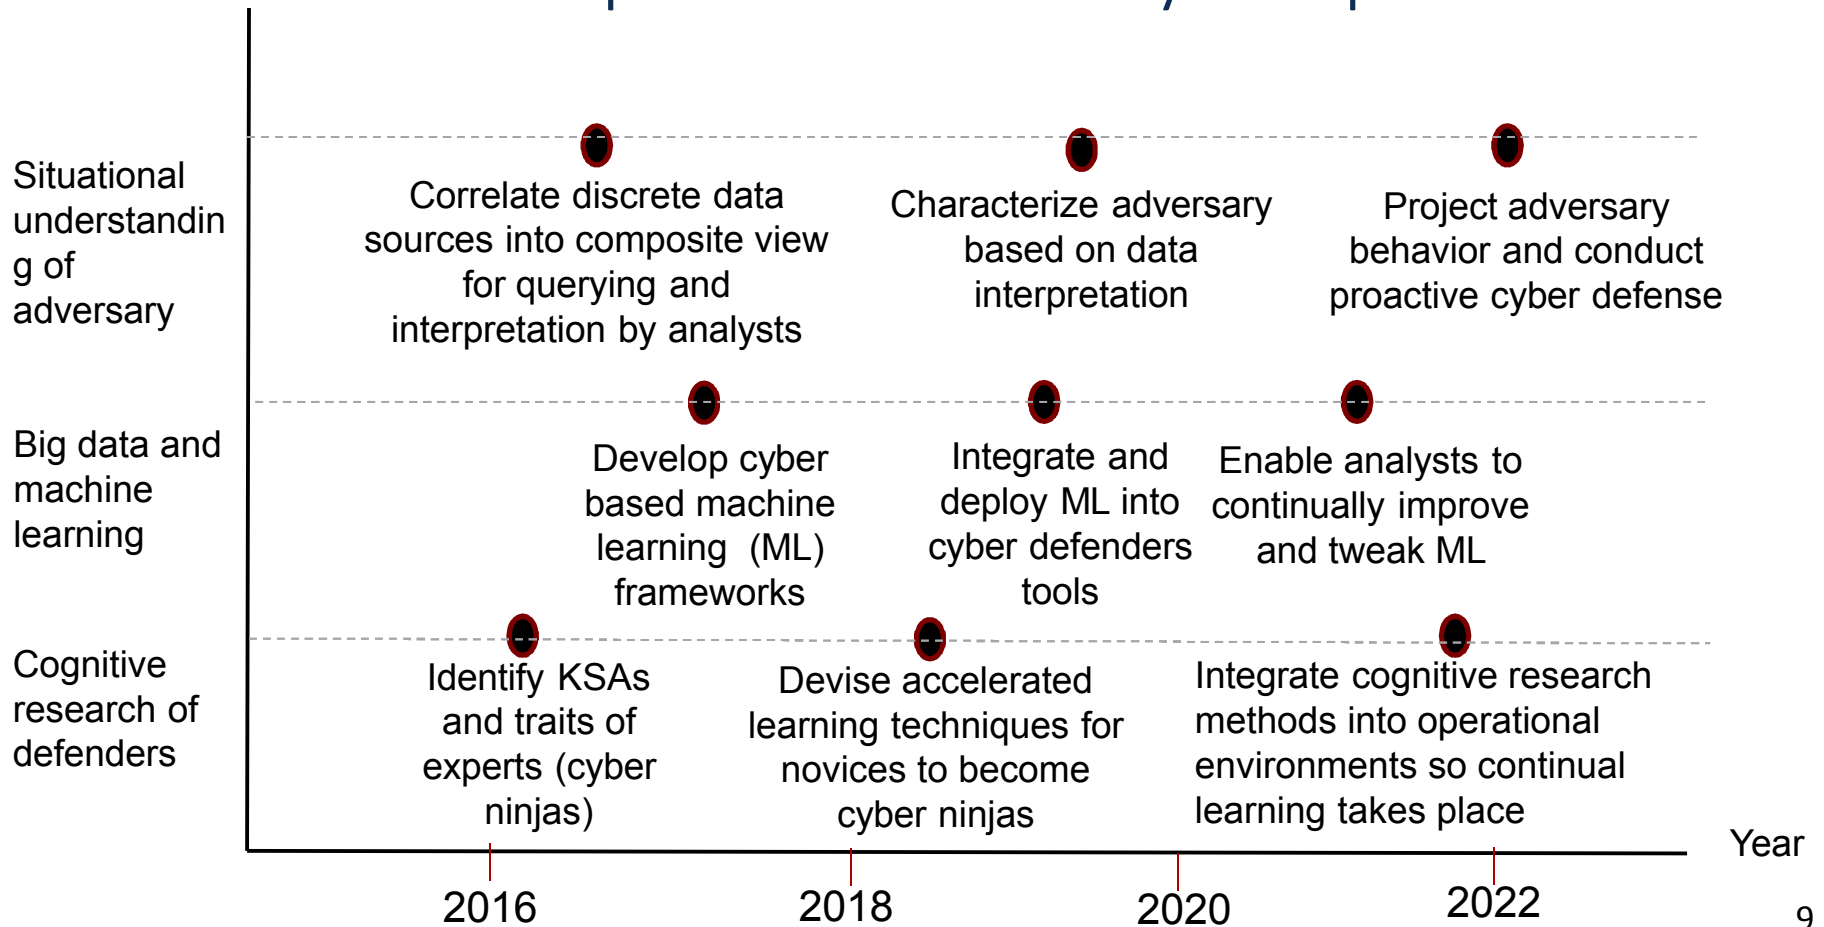 Situational
understandin
g of
adversary
Correlate discrete data
sources into composite view
for querying and
interpretation by analysts
Characterize adversary
based on data
interpretation
Project adversary
behavior and conduct
proactive cyber defense
Big data and
machine
learning
Develop cyber
based machine
learning (ML)
frameworks
Integrate and
deploy ML into
cyber defenders
tools
Enable analysts to
continually improve
and tweak ML
Cognitive
research of
defenders
Identify KSAs
and traits of
experts (cyber
ninjas)
Devise accelerated
learning techniques for
novices to become
cyber ninjas
Integrate cognitive research
methods into operational
environments so continual
learning takes place
Year
2016
2018
2020
2022
9